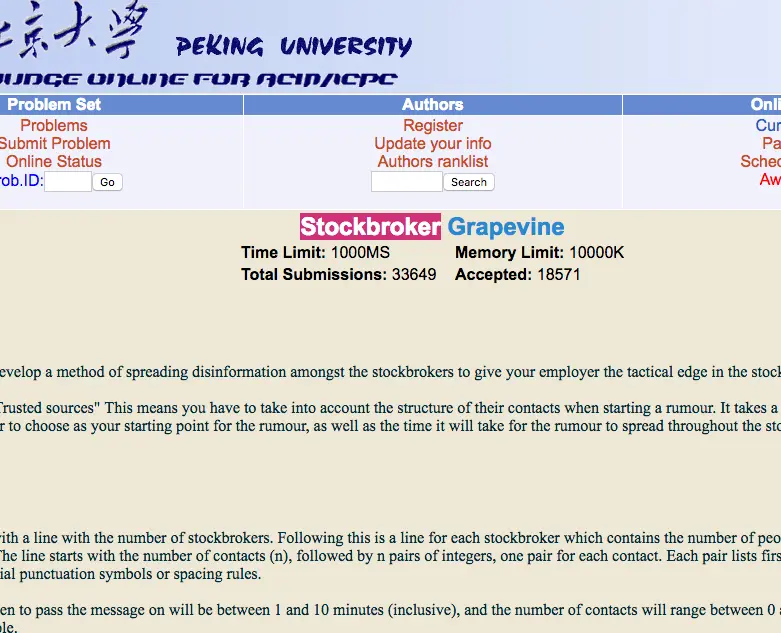 京大学 PEKING UNIVERSITY
JUDGE ONLINE FOR ACM/ICPC
Problem Set Authors Onli
Problems Register Cur
Submit Problem Update your info Pa
Online Status Authors ranklist Sched
rob.ID: Go Search Aw
Stockbroker Grapevine
Time Limit: 1000MS Memory Limit: 10000K
Total Submissions: 33649 Accepted: 18571
evelop a method of spreading disinformation amongst the stockbrokers to give your employer the tactical edge in the stock
Trusted sources" This means you have to take into account the structure of their contacts when starting a rumour. It takes a
r to choose as your starting point for the rumour, as well as the time it will take for the rumour to spread throughout the sto
with a line with the number of stockbrokers. Following this is a line for each stockbroker which contains the number of peo
The line starts with the number of contacts (n), followed by n pairs of integers, one pair for each contact. Each pair lists firs
ial punctuation symbols or spacing rules.
en to pass the message on will be between 1 and 10 minutes (inclusive), and the number of contacts will range between 0 a
ble.